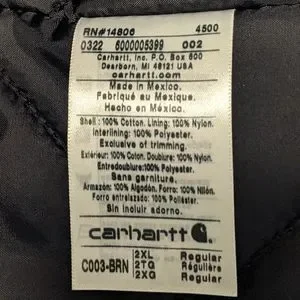 RN#14806 4500
0322 6000005399 002
Carhartt, Inc. P.O. Box 600
Dearborn, MI 48121 USA
carhartt.com
Made in Mexico.
Fabriqué au Mexique.
Hecho en México.
Shell: 100% Cotton. Lining: 100% Nylon.
Interlining: 100% Polyester.
Exclusive of trimming.
Extérieur: 100% Coton. Doublure: 100% Nylon.
Entredoublure: 100% Polyester.
Sans garniture.
Armazón: 100% Algodón. Forro: 100% Nilón.
Forro entrelazado: 100% Poliéster.
Sin incluir adorno.
carhartt
C003-BRN 2XL Regular
2TG Régulière
2XG Regular